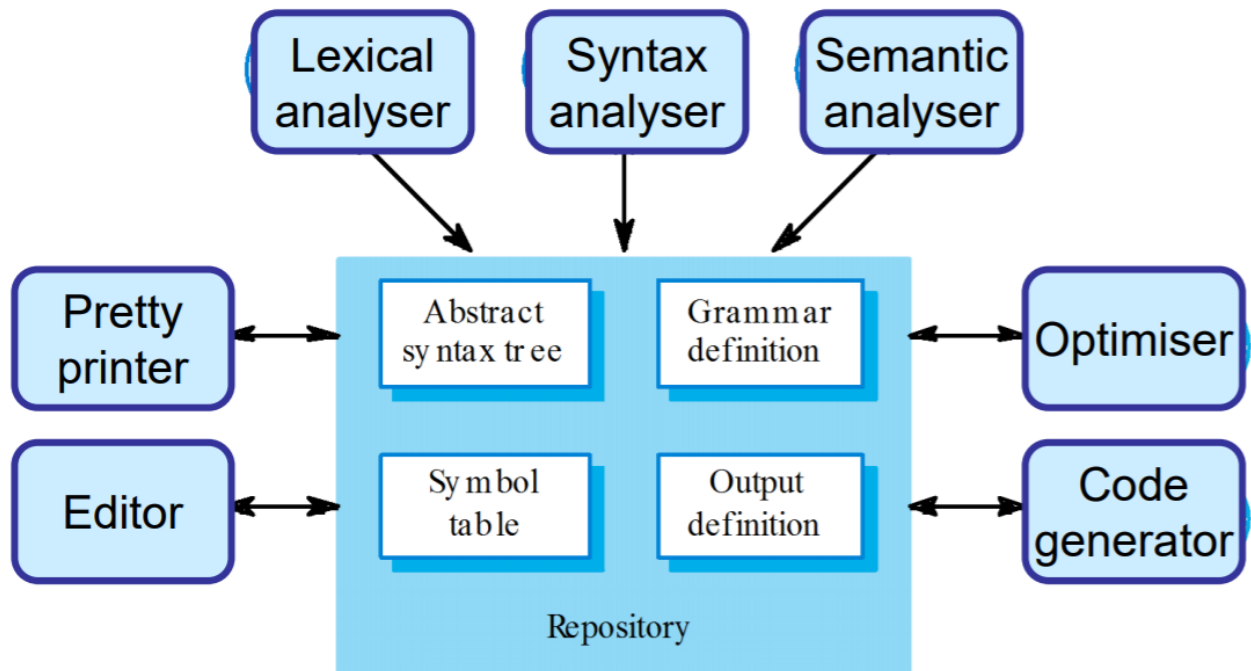 Lexical
analyser
Syntax
analyser
Semantic
analyser
Pretty
printer
Abstract
syntax tree
Grammar
definition
Optimiser
Editor
Symbol
table
Output
definition
Code
generator
Repository